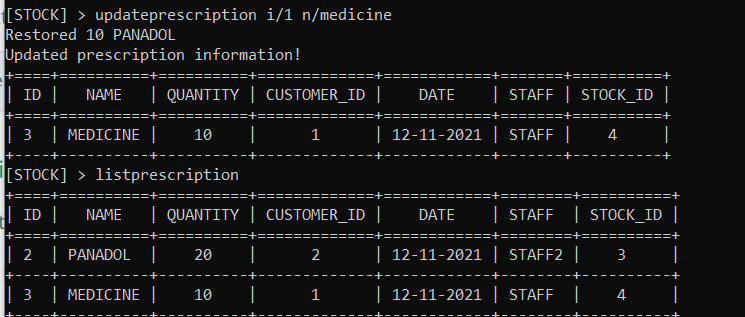 [STOCK] > updateprescription i/1 n/medicine
Restored 10 PANADOL
Updated prescription information!
+====+==========+==========+=============+============+=======+==========+
| ID |   NAME   | QUANTITY | CUSTOMER_ID |    DATE    | STAFF | STOCK_ID |
+====+==========+==========+=============+============+=======+==========+
| 3  | MEDICINE |    10    |      1      | 12-11-2021 | STAFF |    4     |
+----+----------+----------+-------------+------------+-------+----------+
[STOCK] > listprescription
+====+==========+==========+=============+============+========+==========+
| ID |   NAME   | QUANTITY | CUSTOMER_ID |    DATE    | STAFF  | STOCK_ID |
+====+==========+==========+=============+============+========+==========+
| 2  | PANADOL  |    20    |      2      | 12-11-2021 | STAFF2 |    3     |
+----+----------+----------+-------------+------------+--------+----------+
| 3  | MEDICINE |    10    |      1      | 12-11-2021 | STAFF  |    4     |
+----+----------+----------+-------------+------------+--------+----------+